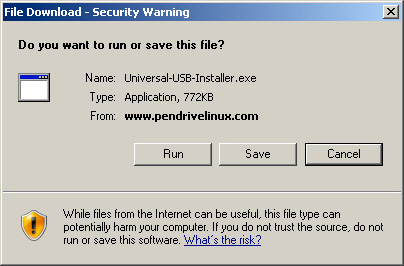 File Download - Security Warning
Do you want to run or save this file?
Name: Universal-USB-Installer.exe
Type: Application, 772KB
From: www.pendrivelinux.com
Run Save Cancel
While files from the Internet can be useful, this file type can
potentially harm your computer. If you do not trust the source, do not
run or save this software. What's the risk?